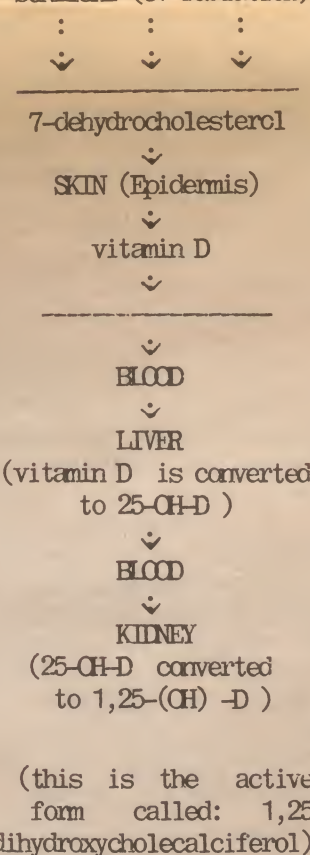 7-dehydrocholestercl
SKIN (Epidermis)
vitamin D
BLOOD
LIVER
(vitamin D is converted
to 25-OH-D )
BLOOD
KIDNEY
(25-OH-D converted
to 1,25-(OH) -D )
(this is the active
form called: 1,25
dihydroxycholecalciferol)